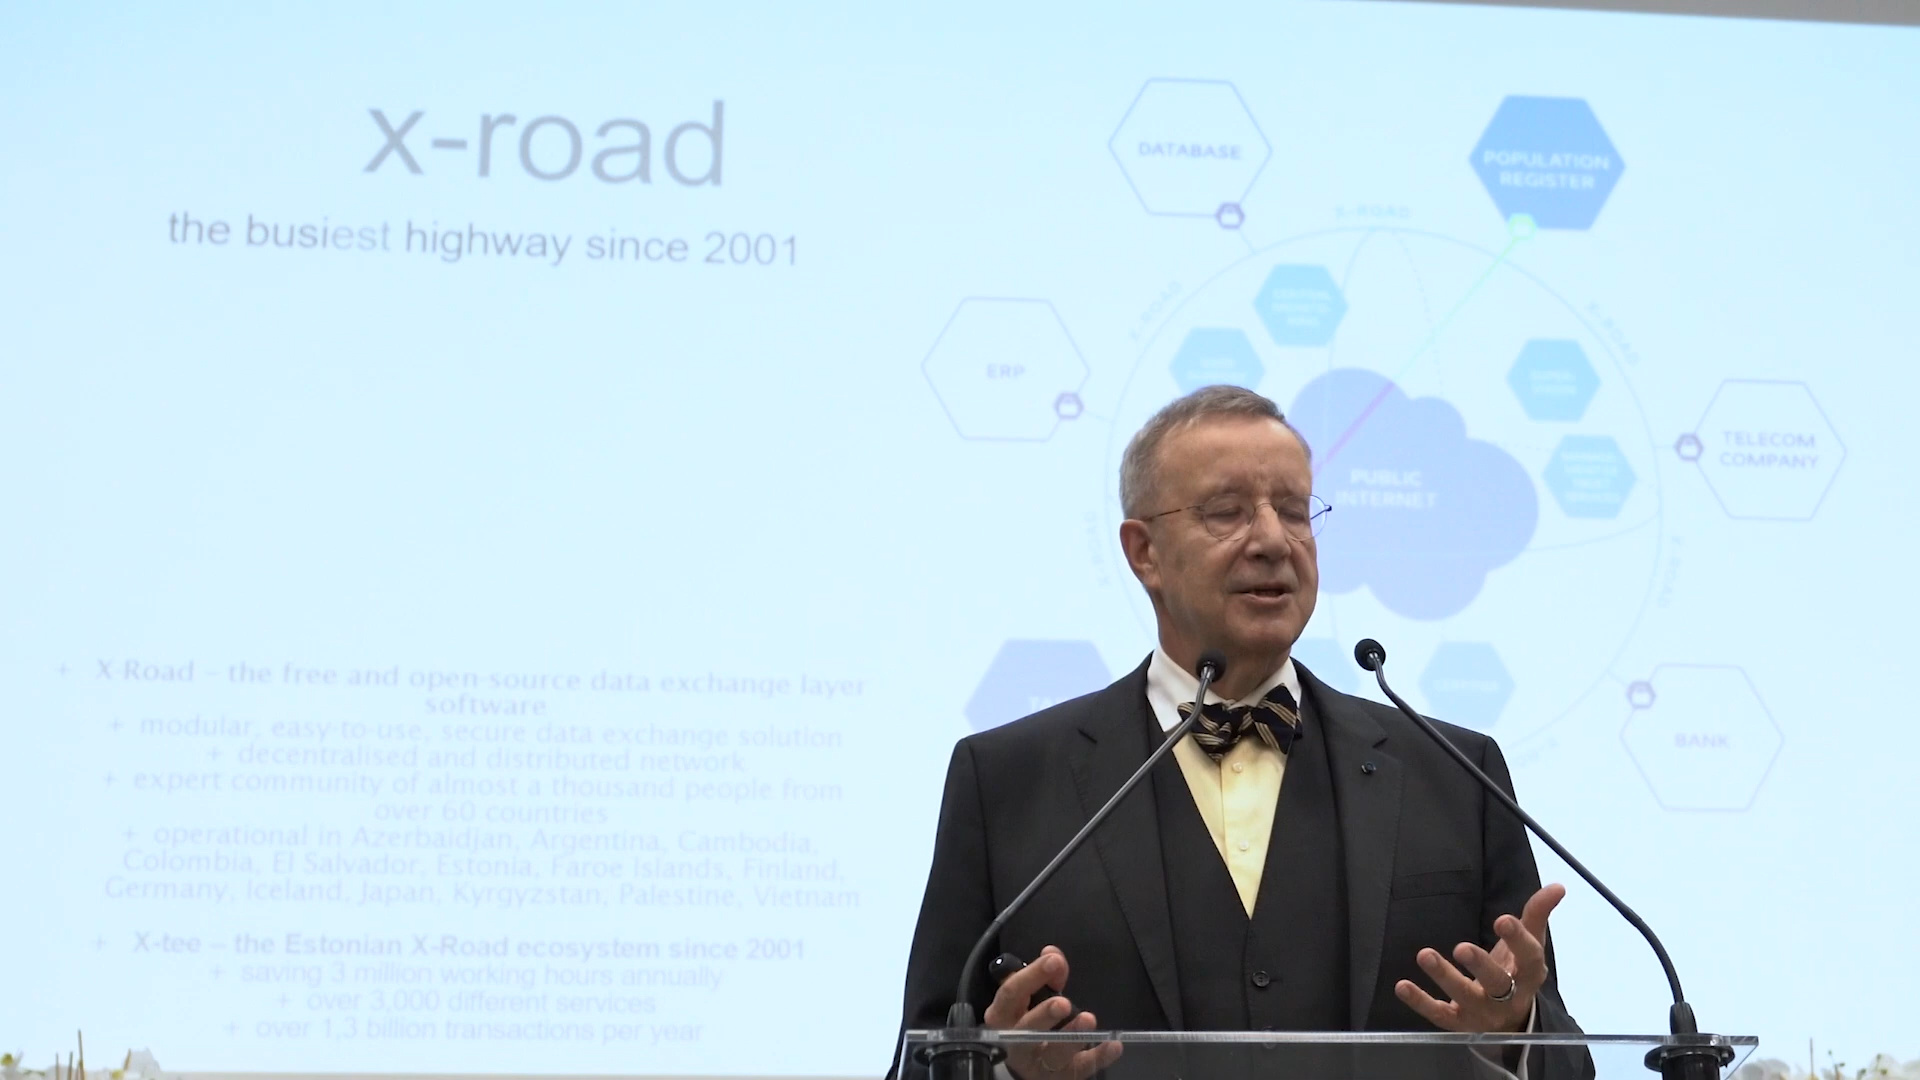 x-road
the busiest highway since 2001
+ X-Road – the free and open-source data exchange layer
software
+ modular, easy-to-use, secure data exchange solution
+ decentralised and distributed network
+ expert community of almost a thousand people from
over 60 countries
+ operational in Azerbaidjan, Argentina, Cambodia,
Colombia, El Salvador, Estonia, Faroe Islands, Finland,
Germany, Iceland, Japan, Kyrgyzstan, Palestine, Vietnam
+ X-tee – the Estonian X-Road ecosystem since 2001
+ saving 3 million working hours annually
+ over 3,000 different services
+ over 1,3 billion transactions per year
DATABASE
POPULATION
REGISTER
X-ROAD
X-ROAD
X-ROAD
ERP
TELECOM
COMPANY
PUBLIC
INTERNET
X-ROAD
X-ROAD
BANK